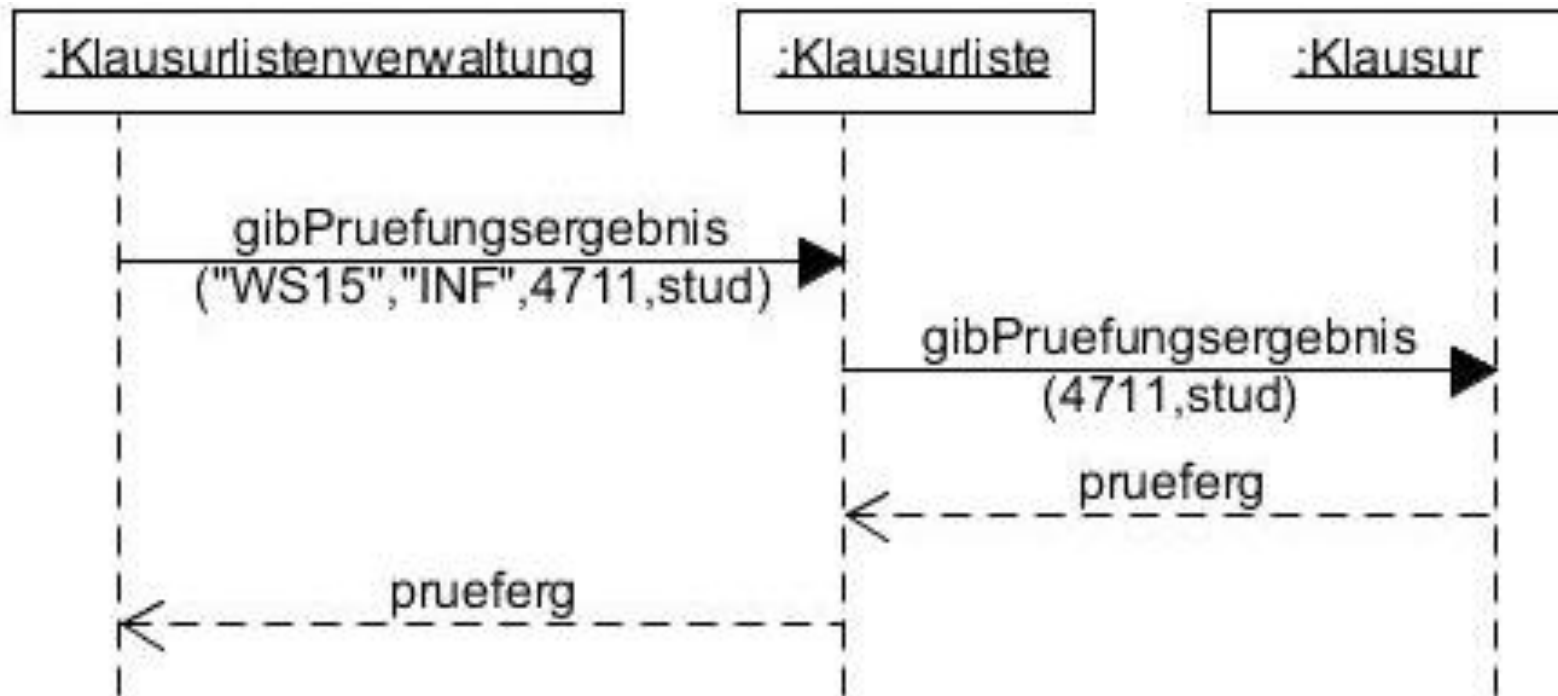 :Klausurlistenverwaltung
:Klausurliste
:Klausur
gibPruefungsergebnis
("WS15","INF",4711,stud)
gibPruefungsergebnis
(4711,stud)
prueferg
prueferg